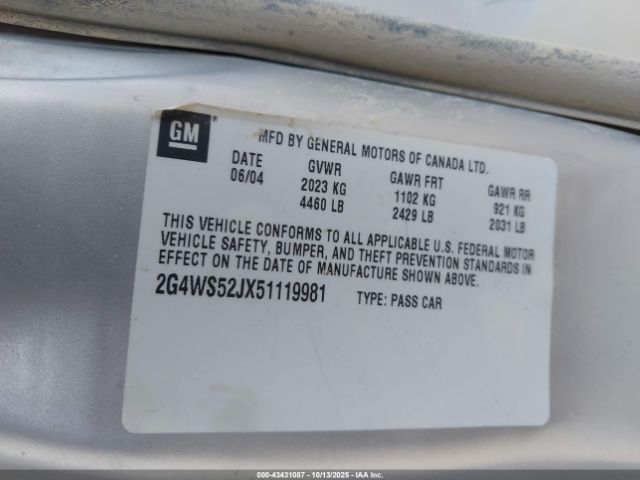 GM
MFD BY GENERAL MOTORS OF CANADA LTD.
DATE GVWR GAWR FRT GAWR RR
06/04 2023 KG 1102 KG 921 KG
4460 LB 2429 LB 2031 LB
THIS VEHICLE CONFORMS TO ALL APPLICABLE U.S. FEDERAL MOTOR
VEHICLE SAFETY, BUMPER, AND THEFT PREVENTION STANDARDS IN
EFFECT ON THE DATE OF MANUFACTURE SHOWN ABOVE.
2G4WS52JX51119981 TYPE: PASS CAR
000-43431087 - 10/13/2025 - COPYRIGHT © IAA, LLC